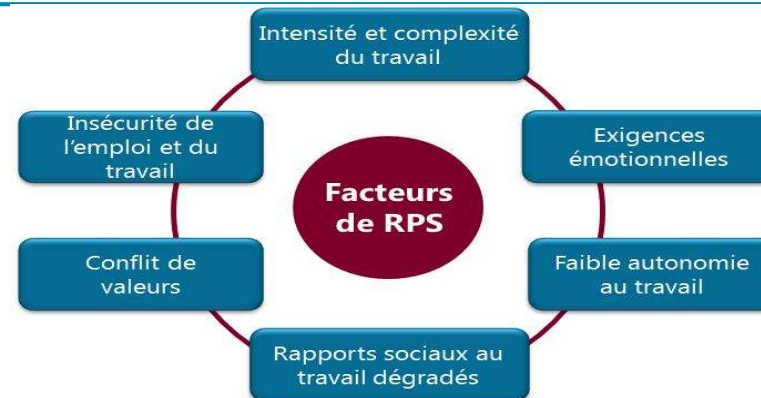 Intensité et complexité
du travail
Insécurité de
l'emploi et du
travail
Exigences
émotionnelles
Facteurs
de RPS
Conflit de
valeurs
Faible autonomie
au travail
Rapports sociaux au
travail dégradés